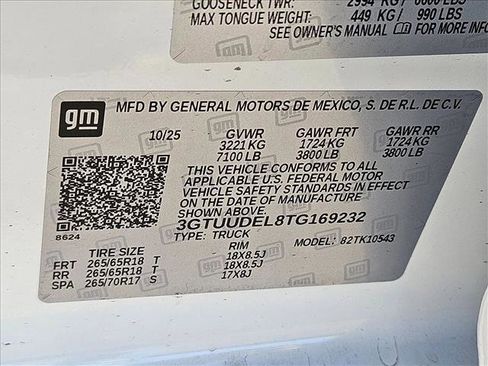 GOOSENECK TWR: 2994 KG / 6600 LBS
MAX TONGUE WEIGHT: 449 KG / 990 LBS
SEE OWNER'S MANUAL FOR MORE INFO
gm
MFD BY GENERAL MOTORS DE MEXICO, S. DE R.L. DE C.V.
10/25 GVWR GAWR FRT GAWR RR
3221 KG 1724 KG 1724 KG
7100 LB 3800 LB 3800 LB
THIS VEHICLE CONFORMS TO ALL
APPLICABLE U.S. FEDERAL MOTOR
VEHICLE SAFETY STANDARDS IN EFFECT
ON THE DATE OF MANUFACTURE SHOWN ABOVE.
3GTUUDEL8TG169232
8624
TYPE: TRUCK MODEL: 82TK10543
TIRE SIZE RIM
FRT 265/65R18 T 18X8.5J
RR 265/65R18 T 18X8.5J
SPA 265/70R17 S 17X8J